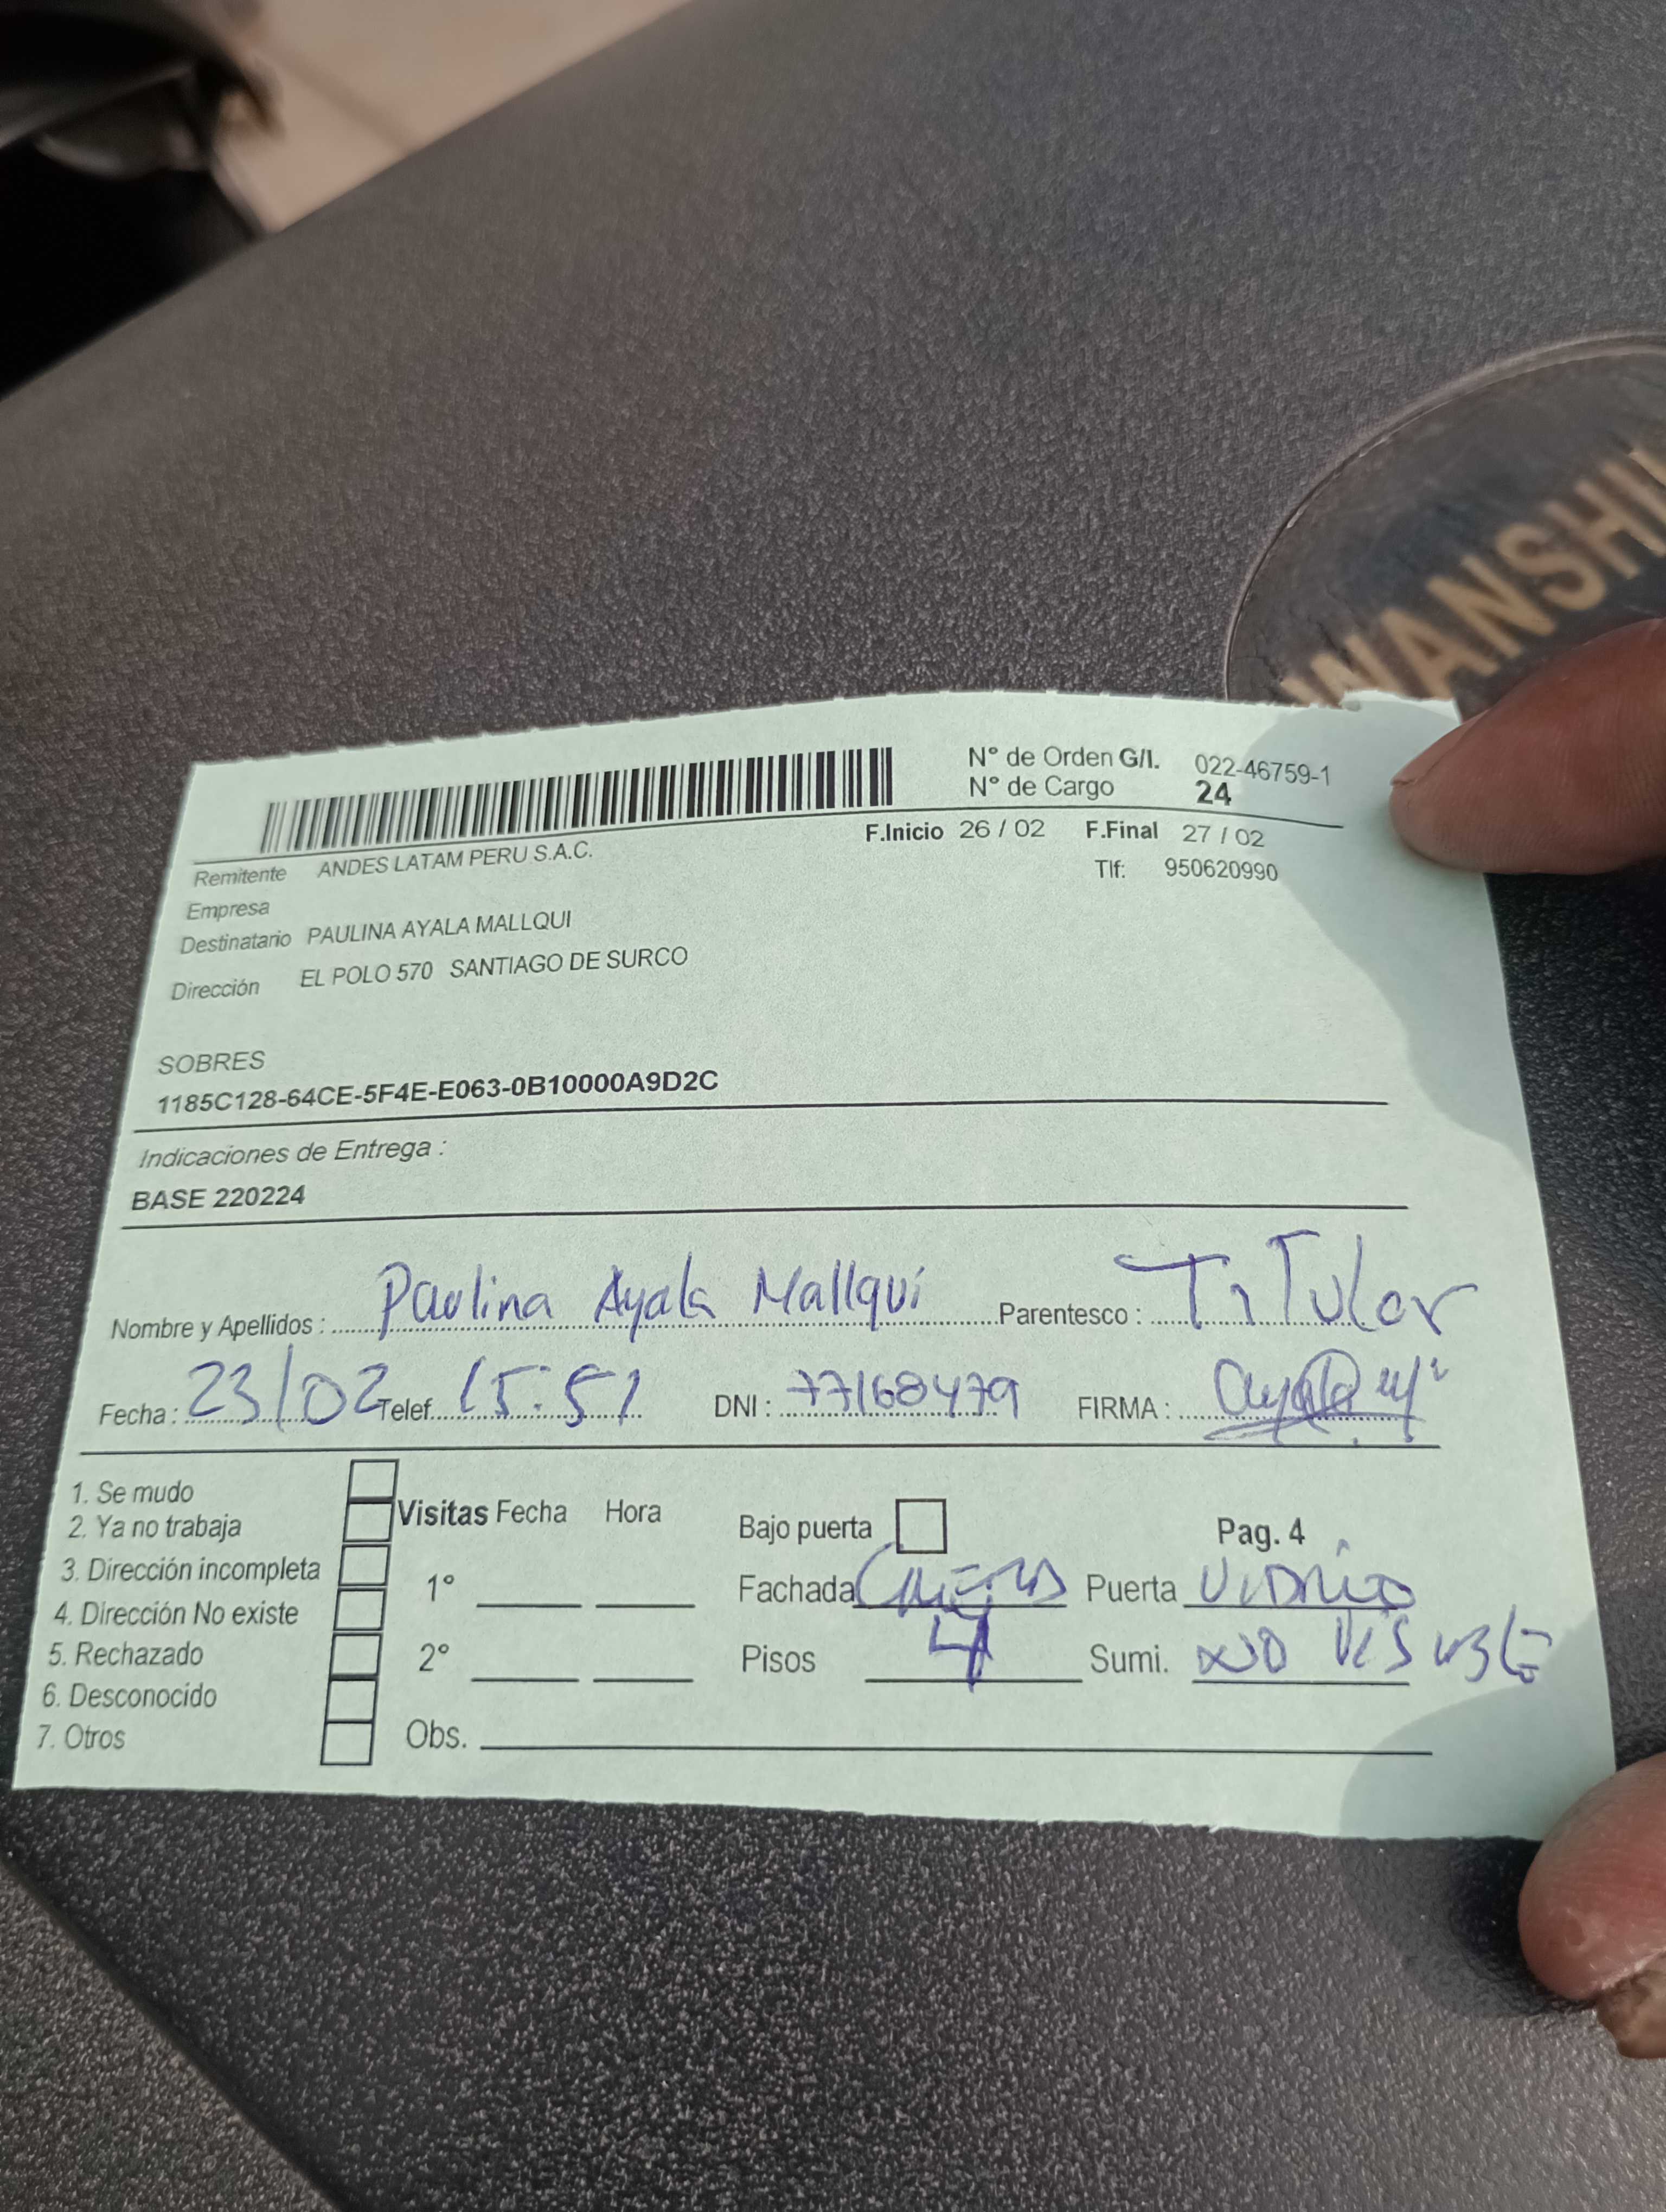 WANSHI
N° de Orden G/I. 022-46759-1
N° de Cargo 24
F.Inicio 26 / 02 F.Final 27 / 02
Remitente ANDES LATAM PERU S.A.C.
Tlf: 950620990
Empresa
Destinatario PAULINA AYALA MALLQUI
Dirección EL POLO 570 SANTIAGO DE SURCO
SOBRES
1185C128-64CE-5F4E-E063-0B10000A9D2C
Indicaciones de Entrega :
BASE 220224
Nombre y Apellidos : Paulina Ayala Mallqui Parentesco : TiTular
Fecha : 23/02 Telef. 15:51 DNI : 77168479 FIRMA :
1. Se mudo
2. Ya no trabaja
3. Dirección incompleta
4. Dirección No existe
5. Rechazado
6. Desconocido
7. Otros
Visitas Fecha Hora
1°
2°
Obs.
Bajo puerta Pag. 4
Fachada Puerta VIDRIO
Pisos 4 Sumi. NO VISIBLE